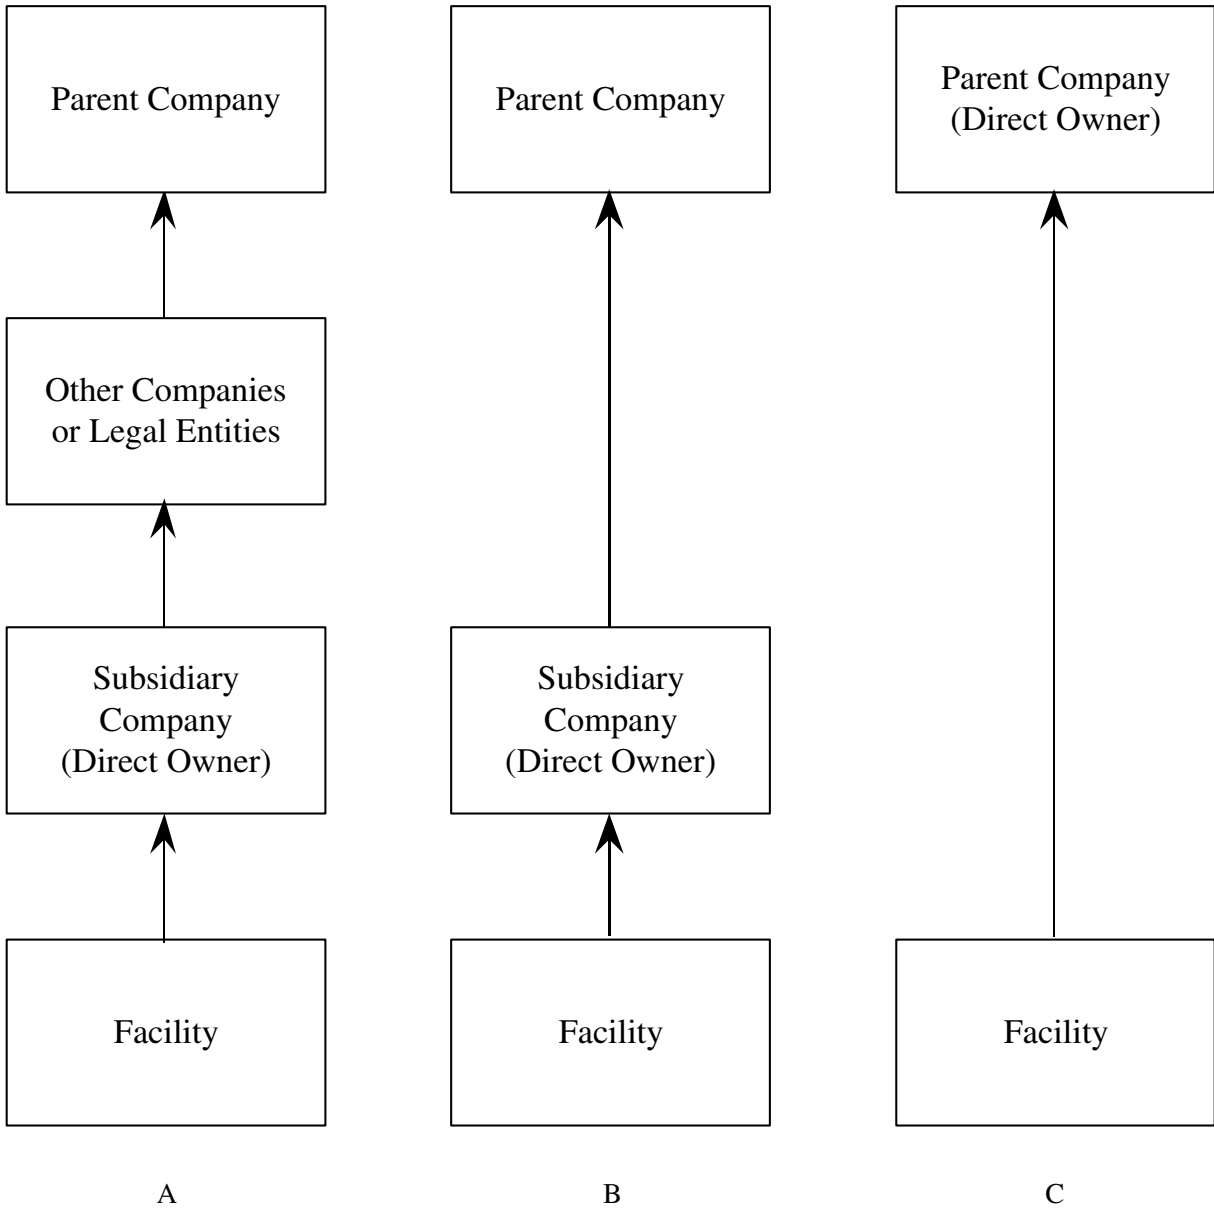 Parent Company
Other Companies
or Legal Entities
Subsidiary
Company
(Direct Owner)
Facility
A
Parent Company
Subsidiary
Company
(Direct Owner)
Facility
B
Parent Company
(Direct Owner)
Facility
C